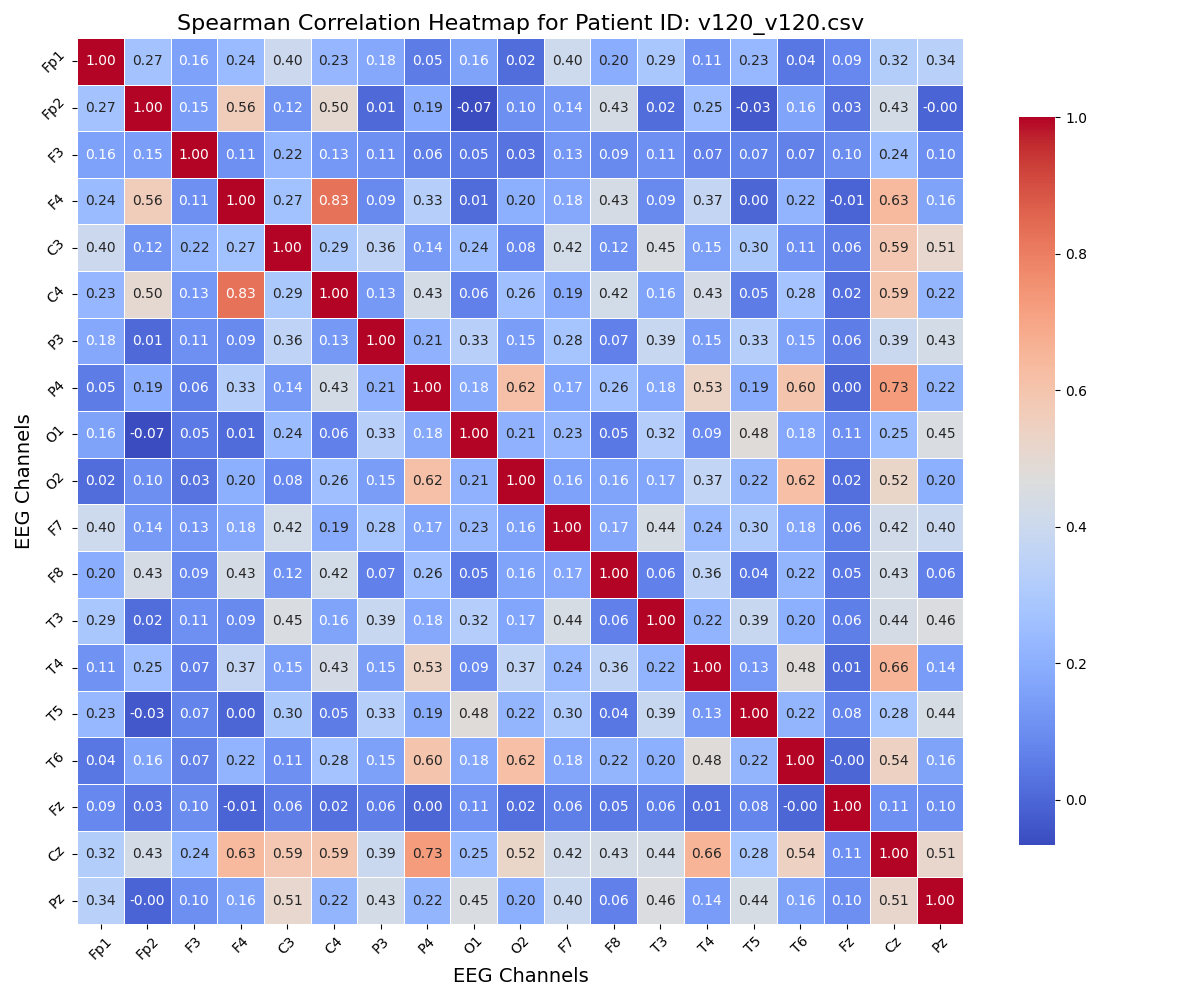 Spearman Correlation Heatmap for Patient ID: v120_v120.csv
Fp1 1.00 0.27 0.16 0.24 0.40 0.23 0.18 0.05 0.16 0.02 0.40 0.20 0.29 0.11 0.23 0.04 0.09 0.32 0.34
Fp2 0.27 1.00 0.15 0.56 0.12 0.50 0.01 0.19 -0.07 0.10 0.14 0.43 0.02 0.25 -0.03 0.16 0.03 0.43 -0.00
F3 0.16 0.15 1.00 0.11 0.22 0.13 0.11 0.06 0.05 0.03 0.13 0.09 0.11 0.07 0.07 0.07 0.10 0.24 0.10
F4 0.24 0.56 0.11 1.00 0.27 0.83 0.09 0.33 0.01 0.20 0.18 0.43 0.09 0.37 0.00 0.22 -0.01 0.63 0.16
C3 0.40 0.12 0.22 0.27 1.00 0.29 0.36 0.14 0.24 0.08 0.42 0.12 0.45 0.15 0.30 0.11 0.06 0.59 0.51
C4 0.23 0.50 0.13 0.83 0.29 1.00 0.13 0.43 0.06 0.26 0.19 0.42 0.16 0.43 0.05 0.28 0.02 0.59 0.22
P3 0.18 0.01 0.11 0.09 0.36 0.13 1.00 0.21 0.33 0.15 0.28 0.07 0.39 0.15 0.33 0.15 0.06 0.39 0.43
P4 0.05 0.19 0.06 0.33 0.14 0.43 0.21 1.00 0.18 0.62 0.17 0.26 0.18 0.53 0.19 0.60 0.00 0.73 0.22
O1 0.16 -0.07 0.05 0.01 0.24 0.06 0.33 0.18 1.00 0.21 0.23 0.05 0.32 0.09 0.48 0.18 0.11 0.25 0.45
O2 0.02 0.10 0.03 0.20 0.08 0.26 0.15 0.62 0.21 1.00 0.16 0.16 0.17 0.37 0.22 0.62 0.02 0.52 0.20
F7 0.40 0.14 0.13 0.18 0.42 0.19 0.28 0.17 0.23 0.16 1.00 0.17 0.44 0.24 0.30 0.18 0.06 0.42 0.40
F8 0.20 0.43 0.09 0.43 0.12 0.42 0.07 0.26 0.05 0.16 0.17 1.00 0.06 0.36 0.04 0.22 0.05 0.43 0.06
T3 0.29 0.02 0.11 0.09 0.45 0.16 0.39 0.18 0.32 0.17 0.44 0.06 1.00 0.22 0.39 0.20 0.06 0.44 0.46
T4 0.11 0.25 0.07 0.37 0.15 0.43 0.15 0.53 0.09 0.37 0.24 0.36 0.22 1.00 0.13 0.48 0.01 0.66 0.14
T5 0.23 -0.03 0.07 0.00 0.30 0.05 0.33 0.19 0.48 0.22 0.30 0.04 0.39 0.13 1.00 0.22 0.08 0.28 0.44
T6 0.04 0.16 0.07 0.22 0.11 0.28 0.15 0.60 0.18 0.62 0.18 0.22 0.20 0.48 0.22 1.00 -0.00 0.54 0.16
Fz 0.09 0.03 0.10 -0.01 0.06 0.02 0.06 0.00 0.11 0.02 0.06 0.05 0.06 0.01 0.08 -0.00 1.00 0.11 0.10
Cz 0.32 0.43 0.24 0.63 0.59 0.59 0.39 0.73 0.25 0.52 0.42 0.43 0.44 0.66 0.28 0.54 0.11 1.00 0.51
Pz 0.34 -0.00 0.10 0.16 0.51 0.22 0.43 0.22 0.45 0.20 0.40 0.06 0.46 0.14 0.44 0.16 0.10 0.51 1.00
Fp1 Fp2 F3 F4 C3 C4 P3 P4 O1 O2 F7 F8 T3 T4 T5 T6 Fz Cz Pz
EEG Channels
EEG Channels
1.0
0.8
0.6
0.4
0.2
0.0